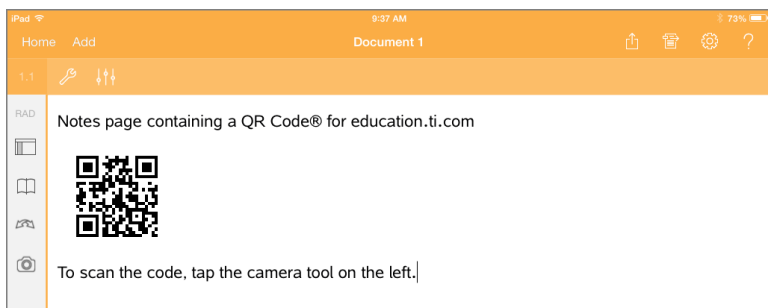 iPad 9:37 AM 73%
Home Add Document 1 ?
1.1
RAD
Notes page containing a QR Code® for education.ti.com
To scan the code, tap the camera tool on the left.